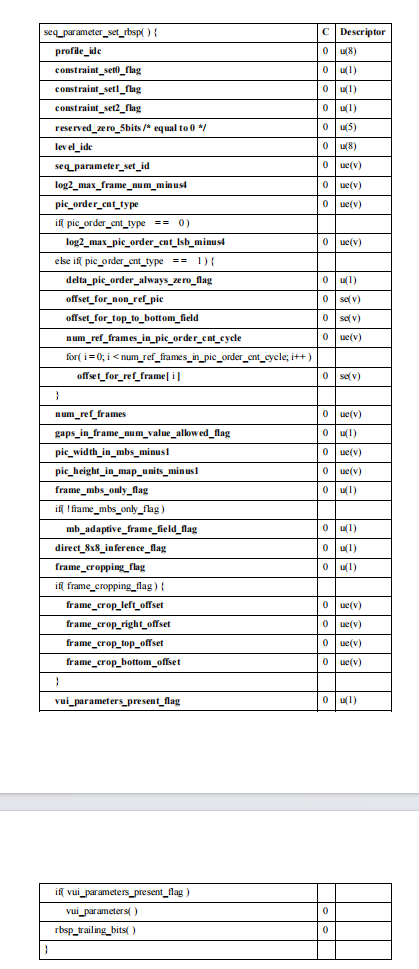 seq_parameter_set_rbsp( ) { C Descriptor
profile_idc 0 u(8)
constraint_set0_flag 0 u(1)
constraint_set1_flag 0 u(1)
constraint_set2_flag 0 u(1)
reserved_zero_5bits /* equal to 0 */ 0 u(5)
level_idc 0 u(8)
seq_parameter_set_id 0 ue(v)
log2_max_frame_num_minus4 0 ue(v)
pic_order_cnt_type 0 ue(v)
if( pic_order_cnt_type = = 0 )
log2_max_pic_order_cnt_lsb_minus4 0 ue(v)
else if( pic_order_cnt_type = = 1 ) {
delta_pic_order_always_zero_flag 0 u(1)
offset_for_non_ref_pic 0 se(v)
offset_for_top_to_bottom_field 0 se(v)
num_ref_frames_in_pic_order_cnt_cycle 0 ue(v)
for( i = 0; i < num_ref_frames_in_pic_order_cnt_cycle; i++ )
offset_for_ref_frame[ i ] 0 se(v)
}
num_ref_frames 0 ue(v)
gaps_in_frame_num_value_allowed_flag 0 u(1)
pic_width_in_mbs_minus1 0 ue(v)
pic_height_in_map_units_minus1 0 ue(v)
frame_mbs_only_flag 0 u(1)
if( !frame_mbs_only_flag )
mb_adaptive_frame_field_flag 0 u(1)
direct_8x8_inference_flag 0 u(1)
frame_cropping_flag 0 u(1)
if( frame_cropping_flag ) {
frame_crop_left_offset 0 ue(v)
frame_crop_right_offset 0 ue(v)
frame_crop_top_offset 0 ue(v)
frame_crop_bottom_offset 0 ue(v)
}
vui_parameters_present_flag 0 u(1)
if( vui_parameters_present_flag )
vui_parameters( ) 0
rbsp_trailing_bits( ) 0
}